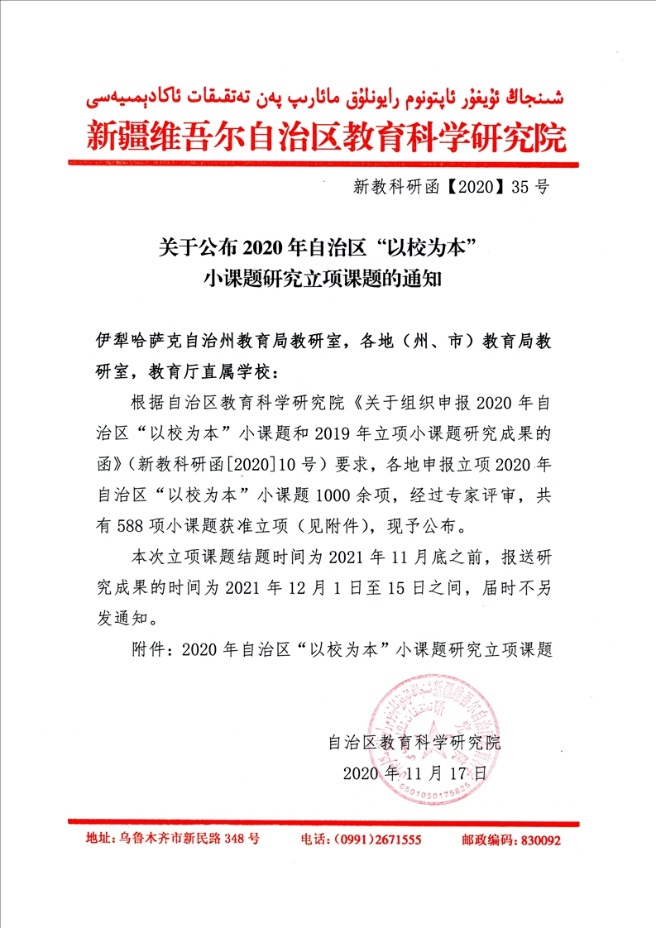 شىنجاڭ ئۇيغۇر ئاپتونوم رايونلۇق مائارىپ پەن تەتقىقات ئاكادېمىيەسى
新疆维吾尔自治区教育科学研究院
新教科研函【2020】35 号
关于公布 2020 年自治区“以校为本”
小课题研究立项课题的通知
伊犁哈萨克自治州教育局教研室，各地（州、市）教育局教
研室，教育厅直属学校：
根据自治区教育科学研究院《关于组织申报 2020 年自
治区“以校为本”小课题和 2019 年立项小课题研究成果的
函》（新教科研函[2020]10 号）要求，各地申报立项 2020 年
自治区“以校为本”小课题 1000 余项，经过专家评审，共
有 588 项小课题获准立项（见附件），现予公布。
本次立项课题结题时间为 2021 年 11 月底之前，报送研
究成果的时间为 2021 年 12 月 1 日至 15 日之间，届时不另
发通知。
附件：2020 年自治区“以校为本”小课题研究立项课题
自治区教育科学研究院
2020 年 11 月 17 日
6501050175825
地址：乌鲁木齐市新民路 348 号 电话：(0991)2671555 邮政编码：830092